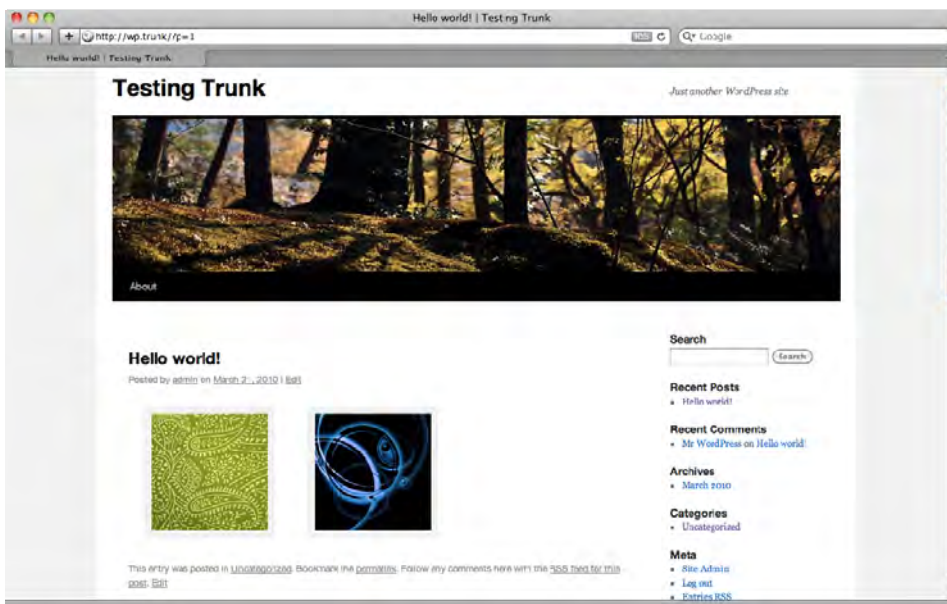 Hello world! | Testing Trunk
http://wp.trunk/?p=1
RSS
Google
Hello world! | Testing Trunk
Testing Trunk
Just another WordPress site
About
Hello world!
Posted by admin on March 21, 2010 | Edit
This entry was posted in Uncategorized. Bookmark the permalink. Follow any comments here with the RSS feed for this
post. Edit
Search
Search
Recent Posts
Hello world!
Recent Comments
Mr WordPress on Hello world!
Archives
March 2010
Categories
Uncategorized
Meta
Site Admin
Log out
Entries RSS